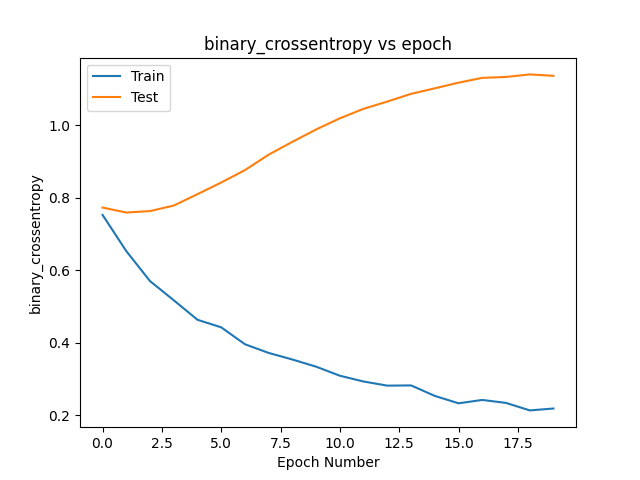 binary_crossentropy vs epoch
Train
Test
binary_crossentropy
1.0
0.8
0.6
0.4
0.2
0.0 2.5 5.0 7.5 10.0 12.5 15.0 17.5
Epoch Number